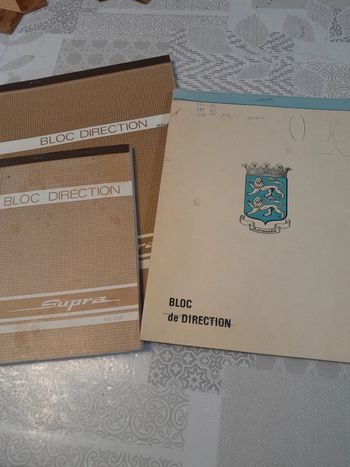 BLOC DIRECTION
BLOC DIRECTION
Supra
Normandie
BLOC
de DIRECTION